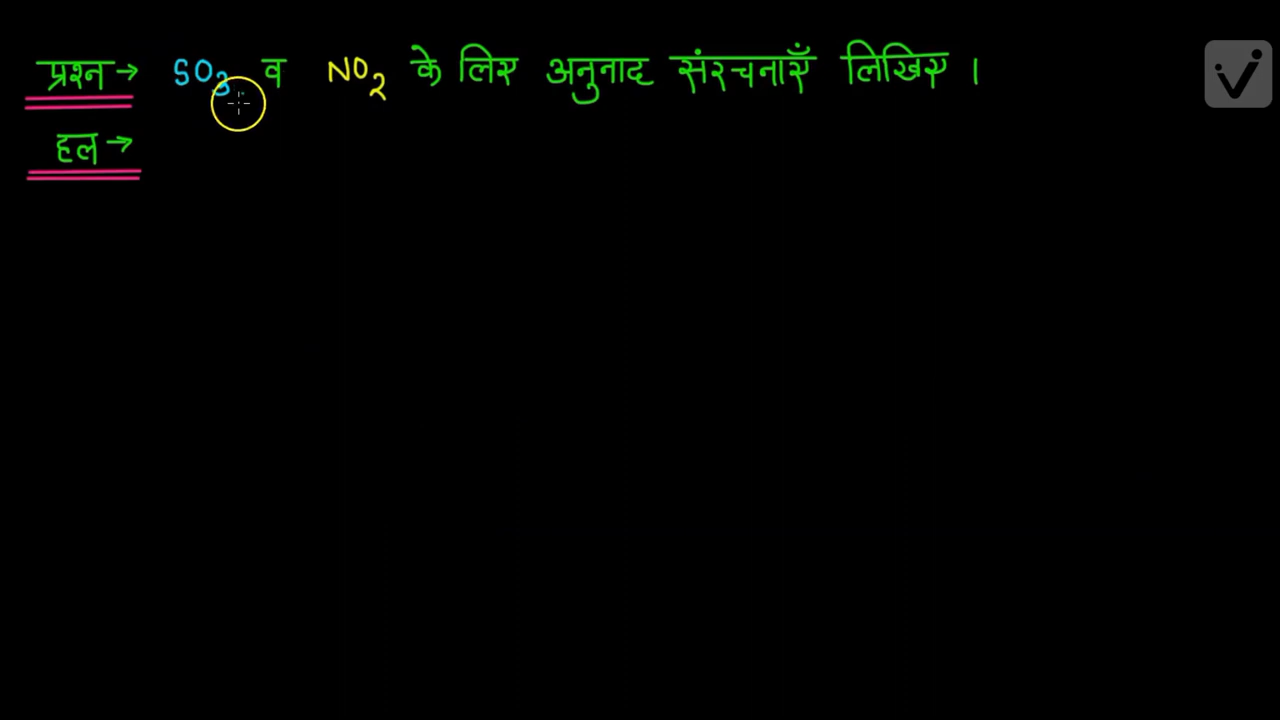 प्रश्न → SO₃ व NO₂ के लिए अनुनाद संरचनाएँ लिखिए ।
हल →